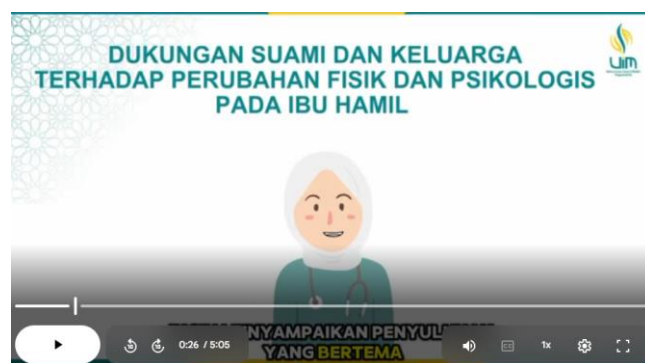 DUKUNGAN SUAMI DAN KELUARGA
TERHADAP PERUBAHAN FISIK DAN PSIKOLOGIS
PADA IBU HAMIL
UIM
0:26 / 5:05
1x
YANG BERTEMA